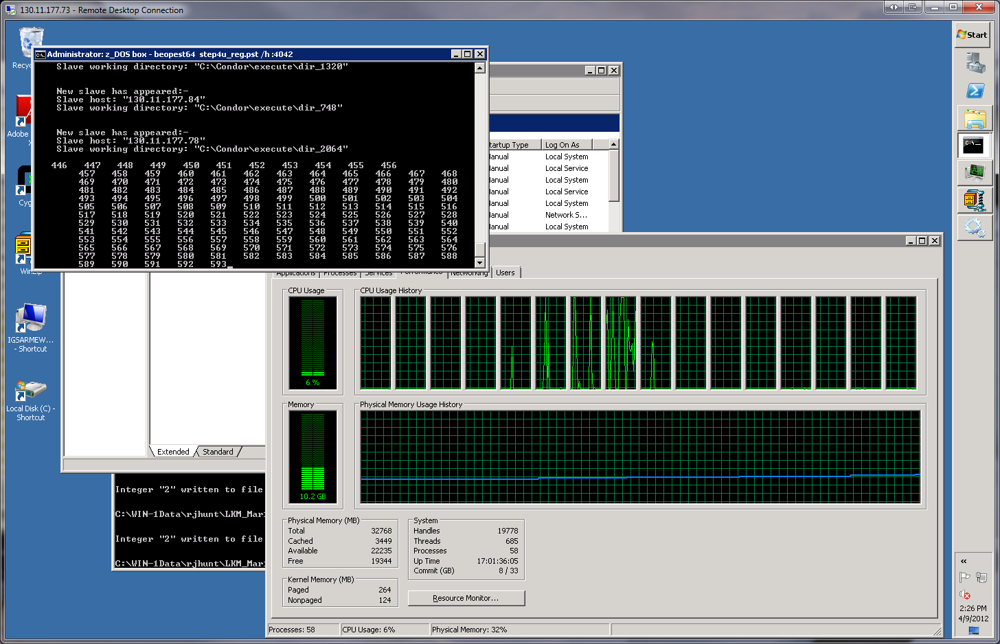 130.11.177.73 - Remote Desktop Connection
Administrator: z_DOS box - beopest64 step4u_reg.pst /h :4042
Slave working directory: "C:\Condor\execute\dir_1320"
New slave has appeared:-
Slave host: "130.11.177.84"
Slave working directory: "C:\Condor\execute\dir_748"
New slave has appeared:-
Slave host: "130.11.177.78"
Slave working directory: "C:\Condor\execute\dir_2064"
446 447 448 449 450 451 452 453 454 455 456
457 458 459 460 461 462 463 464 465 466 467 468
469 470 471 472 473 474 475 476 477 478 479 480
481 482 483 484 485 486 487 488 489 490 491 492
493 494 495 496 497 498 499 500 501 502 503 504
505 506 507 508 509 510 511 512 513 514 515 516
517 518 519 520 521 522 523 524 525 526 527 528
529 530 531 532 533 534 535 536 537 538 539 540
541 542 543 544 545 546 547 548 549 550 551 552
553 554 555 556 557 558 559 560 561 562 563 564
565 566 567 568 569 570 571 572 573 574 575 576
577 578 579 580 581 582 583 584 585 586 587 588
589 590 591 592 593_
Recyc
Adobe
X
Cyg
WinZip
IGSARMEW...
- Shortcut
Local Disk (C) -
Shortcut
tartup Type Log On As
lanual Local System
lanual Local Service
lanual Local System
lanual Local Service
lanual Local System
lanual Network S...
lanual Local System
Extended Standard
Integer "2" written to file
C:\WIN-1Data\rjhunt\LKM_Mar
Integer "2" written to file
C:\WIN-1Data\rjhunt\LKM_Mar
Applications Processes Services Performance Networking Users
CPU Usage CPU Usage History
6 %
Memory Physical Memory Usage History
10.2 GB
Physical Memory (MB)
Total 32768
Cached 3449
Available 22235
Free 19344
Kernel Memory (MB)
Paged 264
Nonpaged 124
System
Handles 19778
Threads 685
Processes 58
Up Time 17:01:36:05
Commit (GB) 8 / 33
Resource Monitor...
Processes: 58 CPU Usage: 6% Physical Memory: 32%
Start
C:\_
«
2:26 PM
4/9/2012